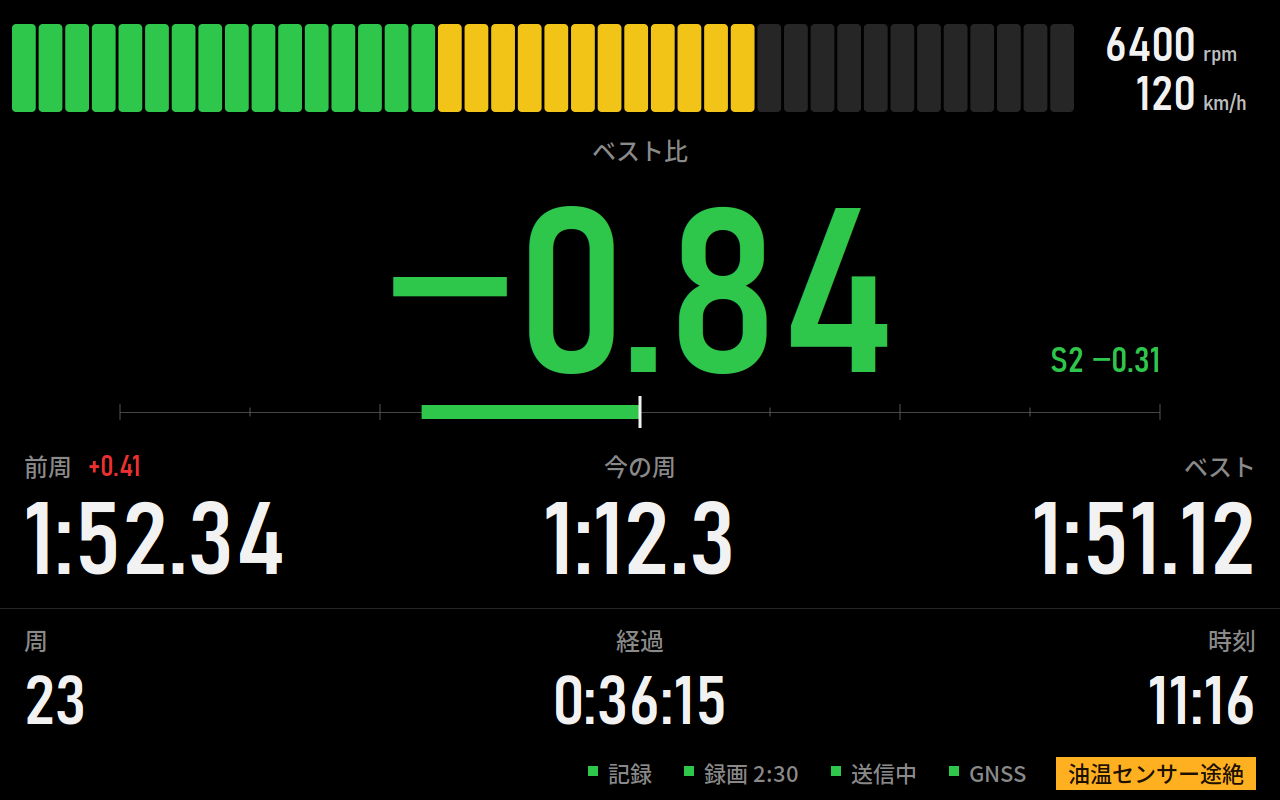 6400 rpm
120 km/h
ベスト比
−0.84
S2 −0.31
前周 +0.41
今の周
ベスト
1:52.34
1:12.3
1:51.12
周
経過
時刻
23
0:36:15
11:16
記録 録画 2:30 送信中 GNSS 油温センサー途絶